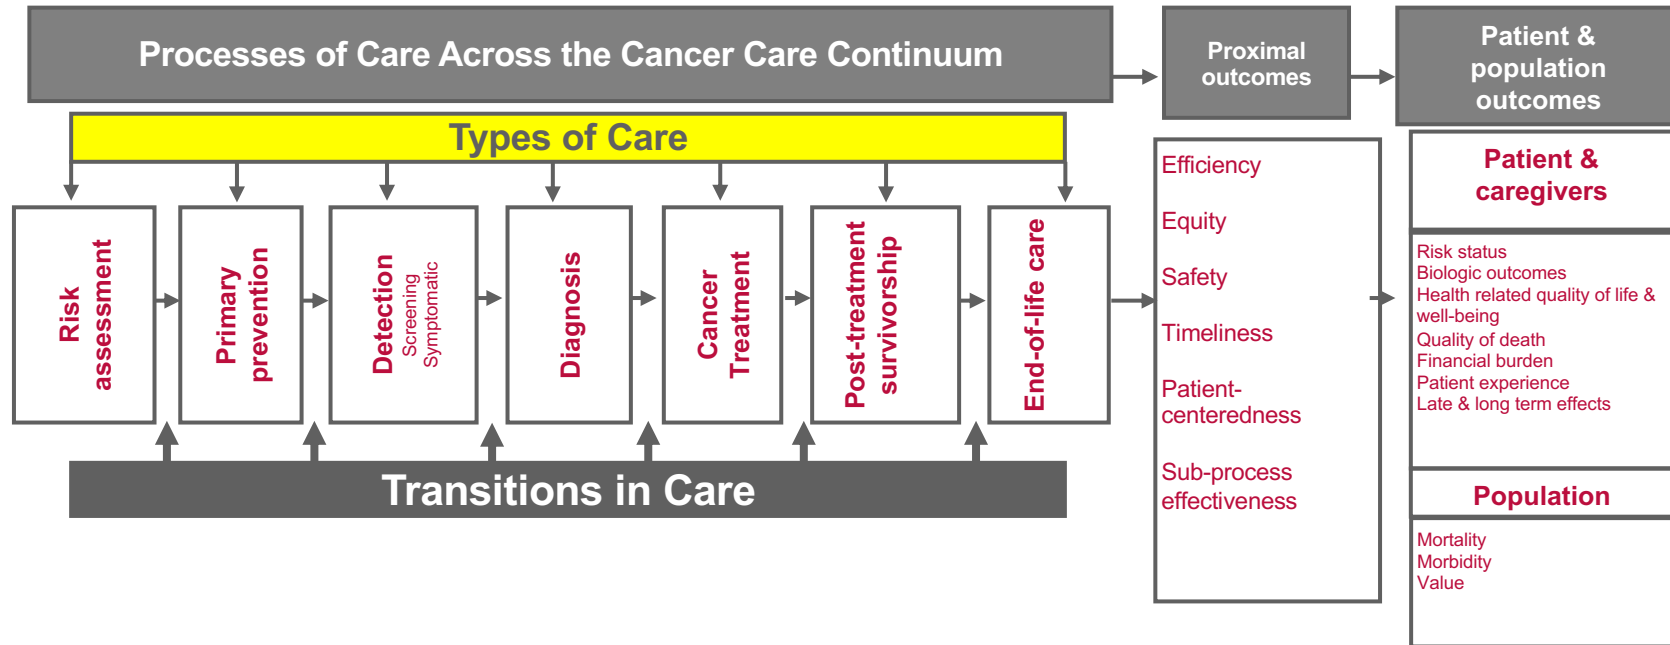 Processes of Care Across the Cancer Care Continuum
Proximal
outcomes
Patient &
population
outcomes
Types of Care
Risk
assessment
Primary
prevention
Detection
Screening
Symptomatic
Diagnosis
Cancer
Treatment
Post-treatment
survivorship
End-of-life care
Transitions in Care
Efficiency
Equity
Safety
Timeliness
Patient-
centeredness
Sub-process
effectiveness
Patient &
caregivers
Risk status
Biologic outcomes
Health related quality of life &
well-being
Quality of death
Financial burden
Patient experience
Late & long term effects
Population
Mortality
Morbidity
Value